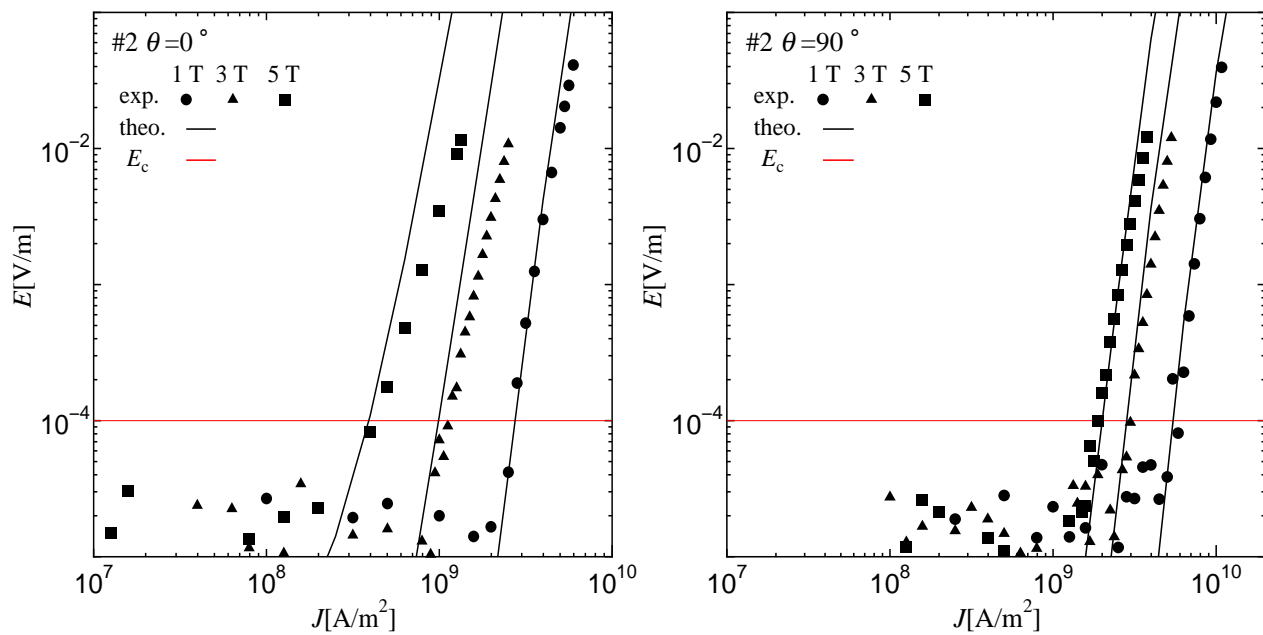 #2 θ=0°
1 T 3 T 5 T
exp.
theo.
E_c
10^−2
10^−4
E[V/m]
10^7 10^8 10^9 10^10
J[A/m^2]
#2 θ=90°
1 T 3 T 5 T
exp.
theo.
E_c
10^−2
10^−4
E[V/m]
10^7 10^8 10^9 10^10
J[A/m^2]